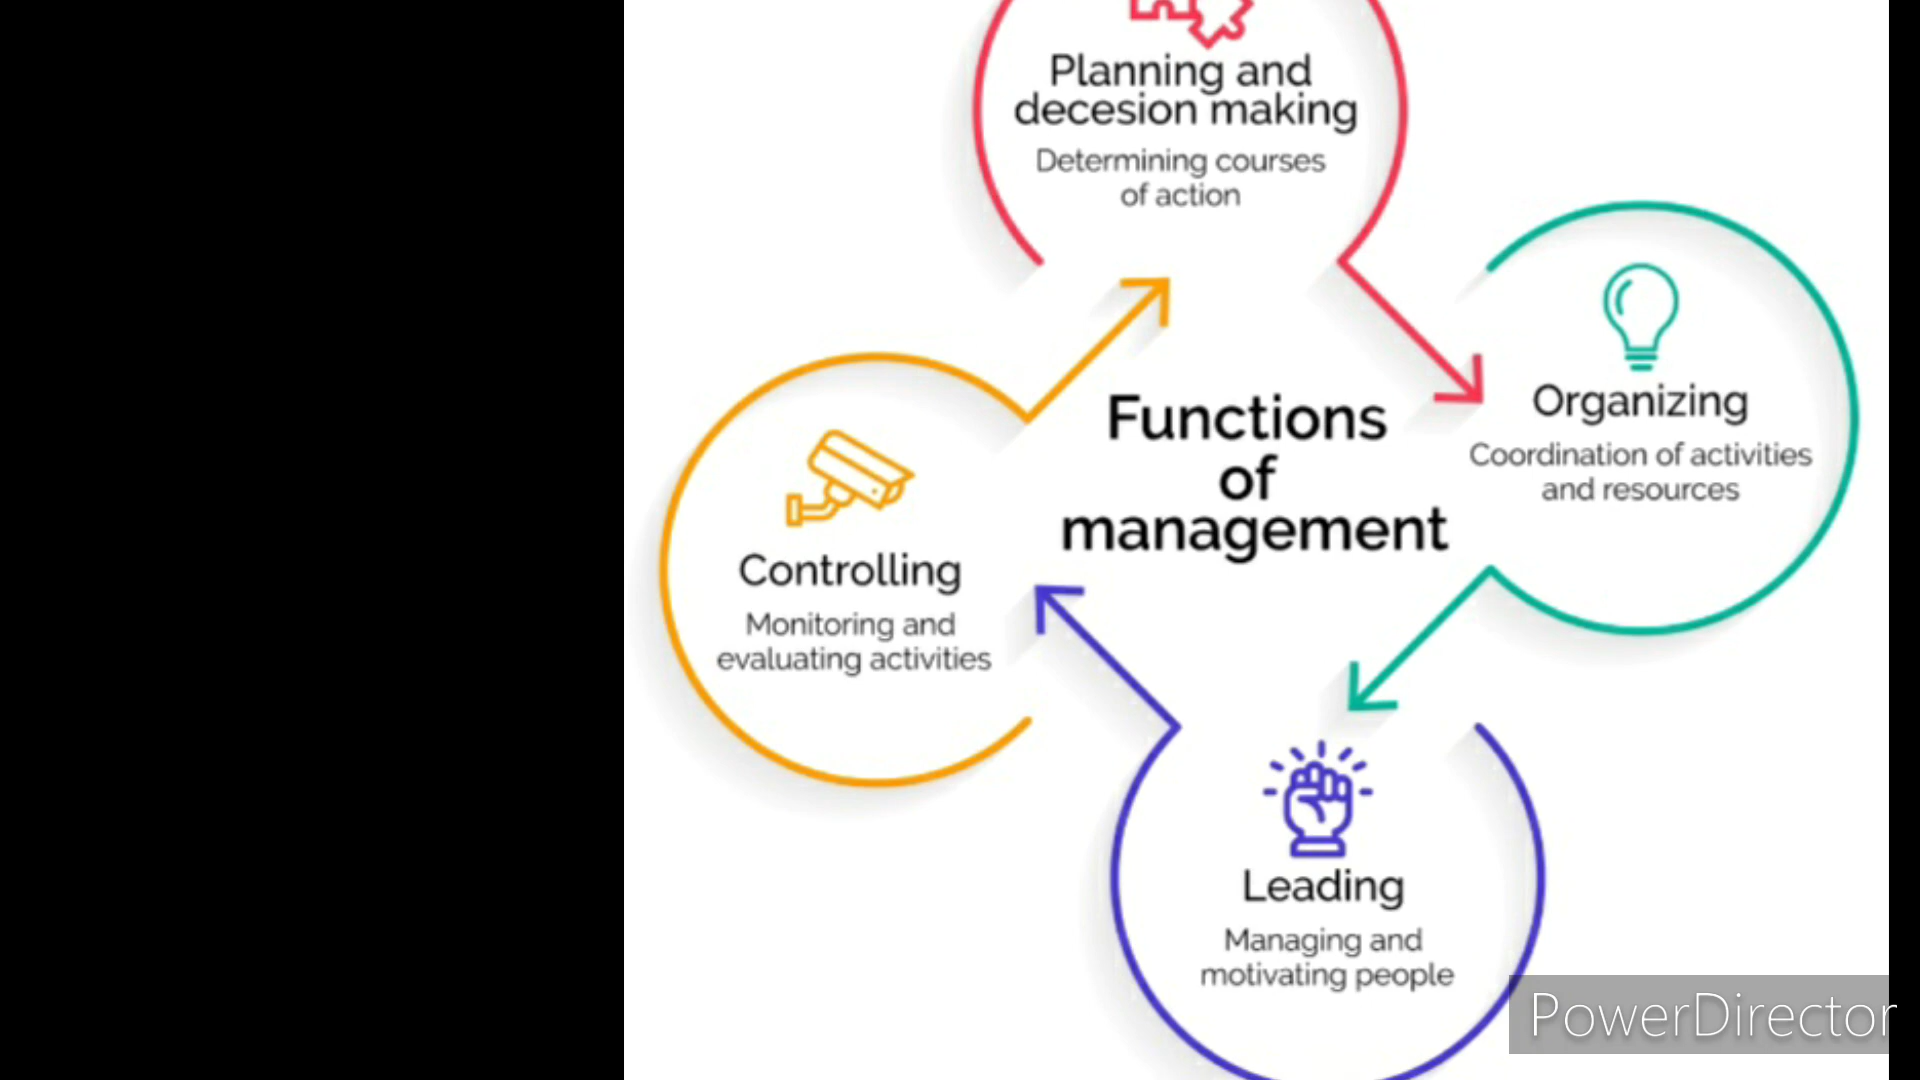 Planning and
decesion making
Determining courses
of action
Organizing
Coordination of activities
and resources
Functions
of
management
Controlling
Monitoring and
evaluating activities
Leading
Managing and
motivating people
PowerDirector